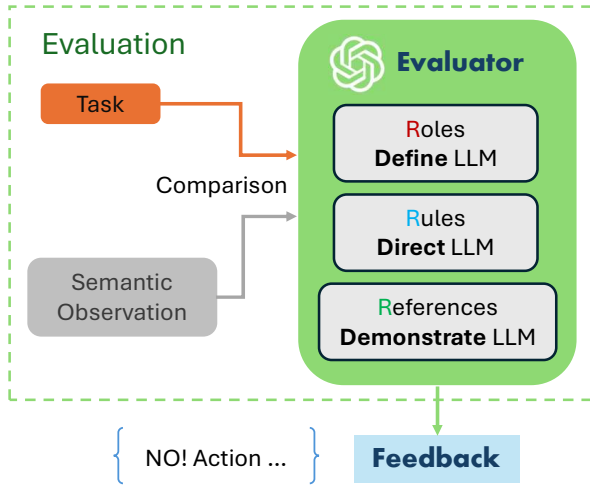 Evaluation
Evaluator
Task
Roles
Define LLM
Comparison
Rules
Direct LLM
Semantic
Observation
References
Demonstrate LLM
{ NO! Action ... }
Feedback